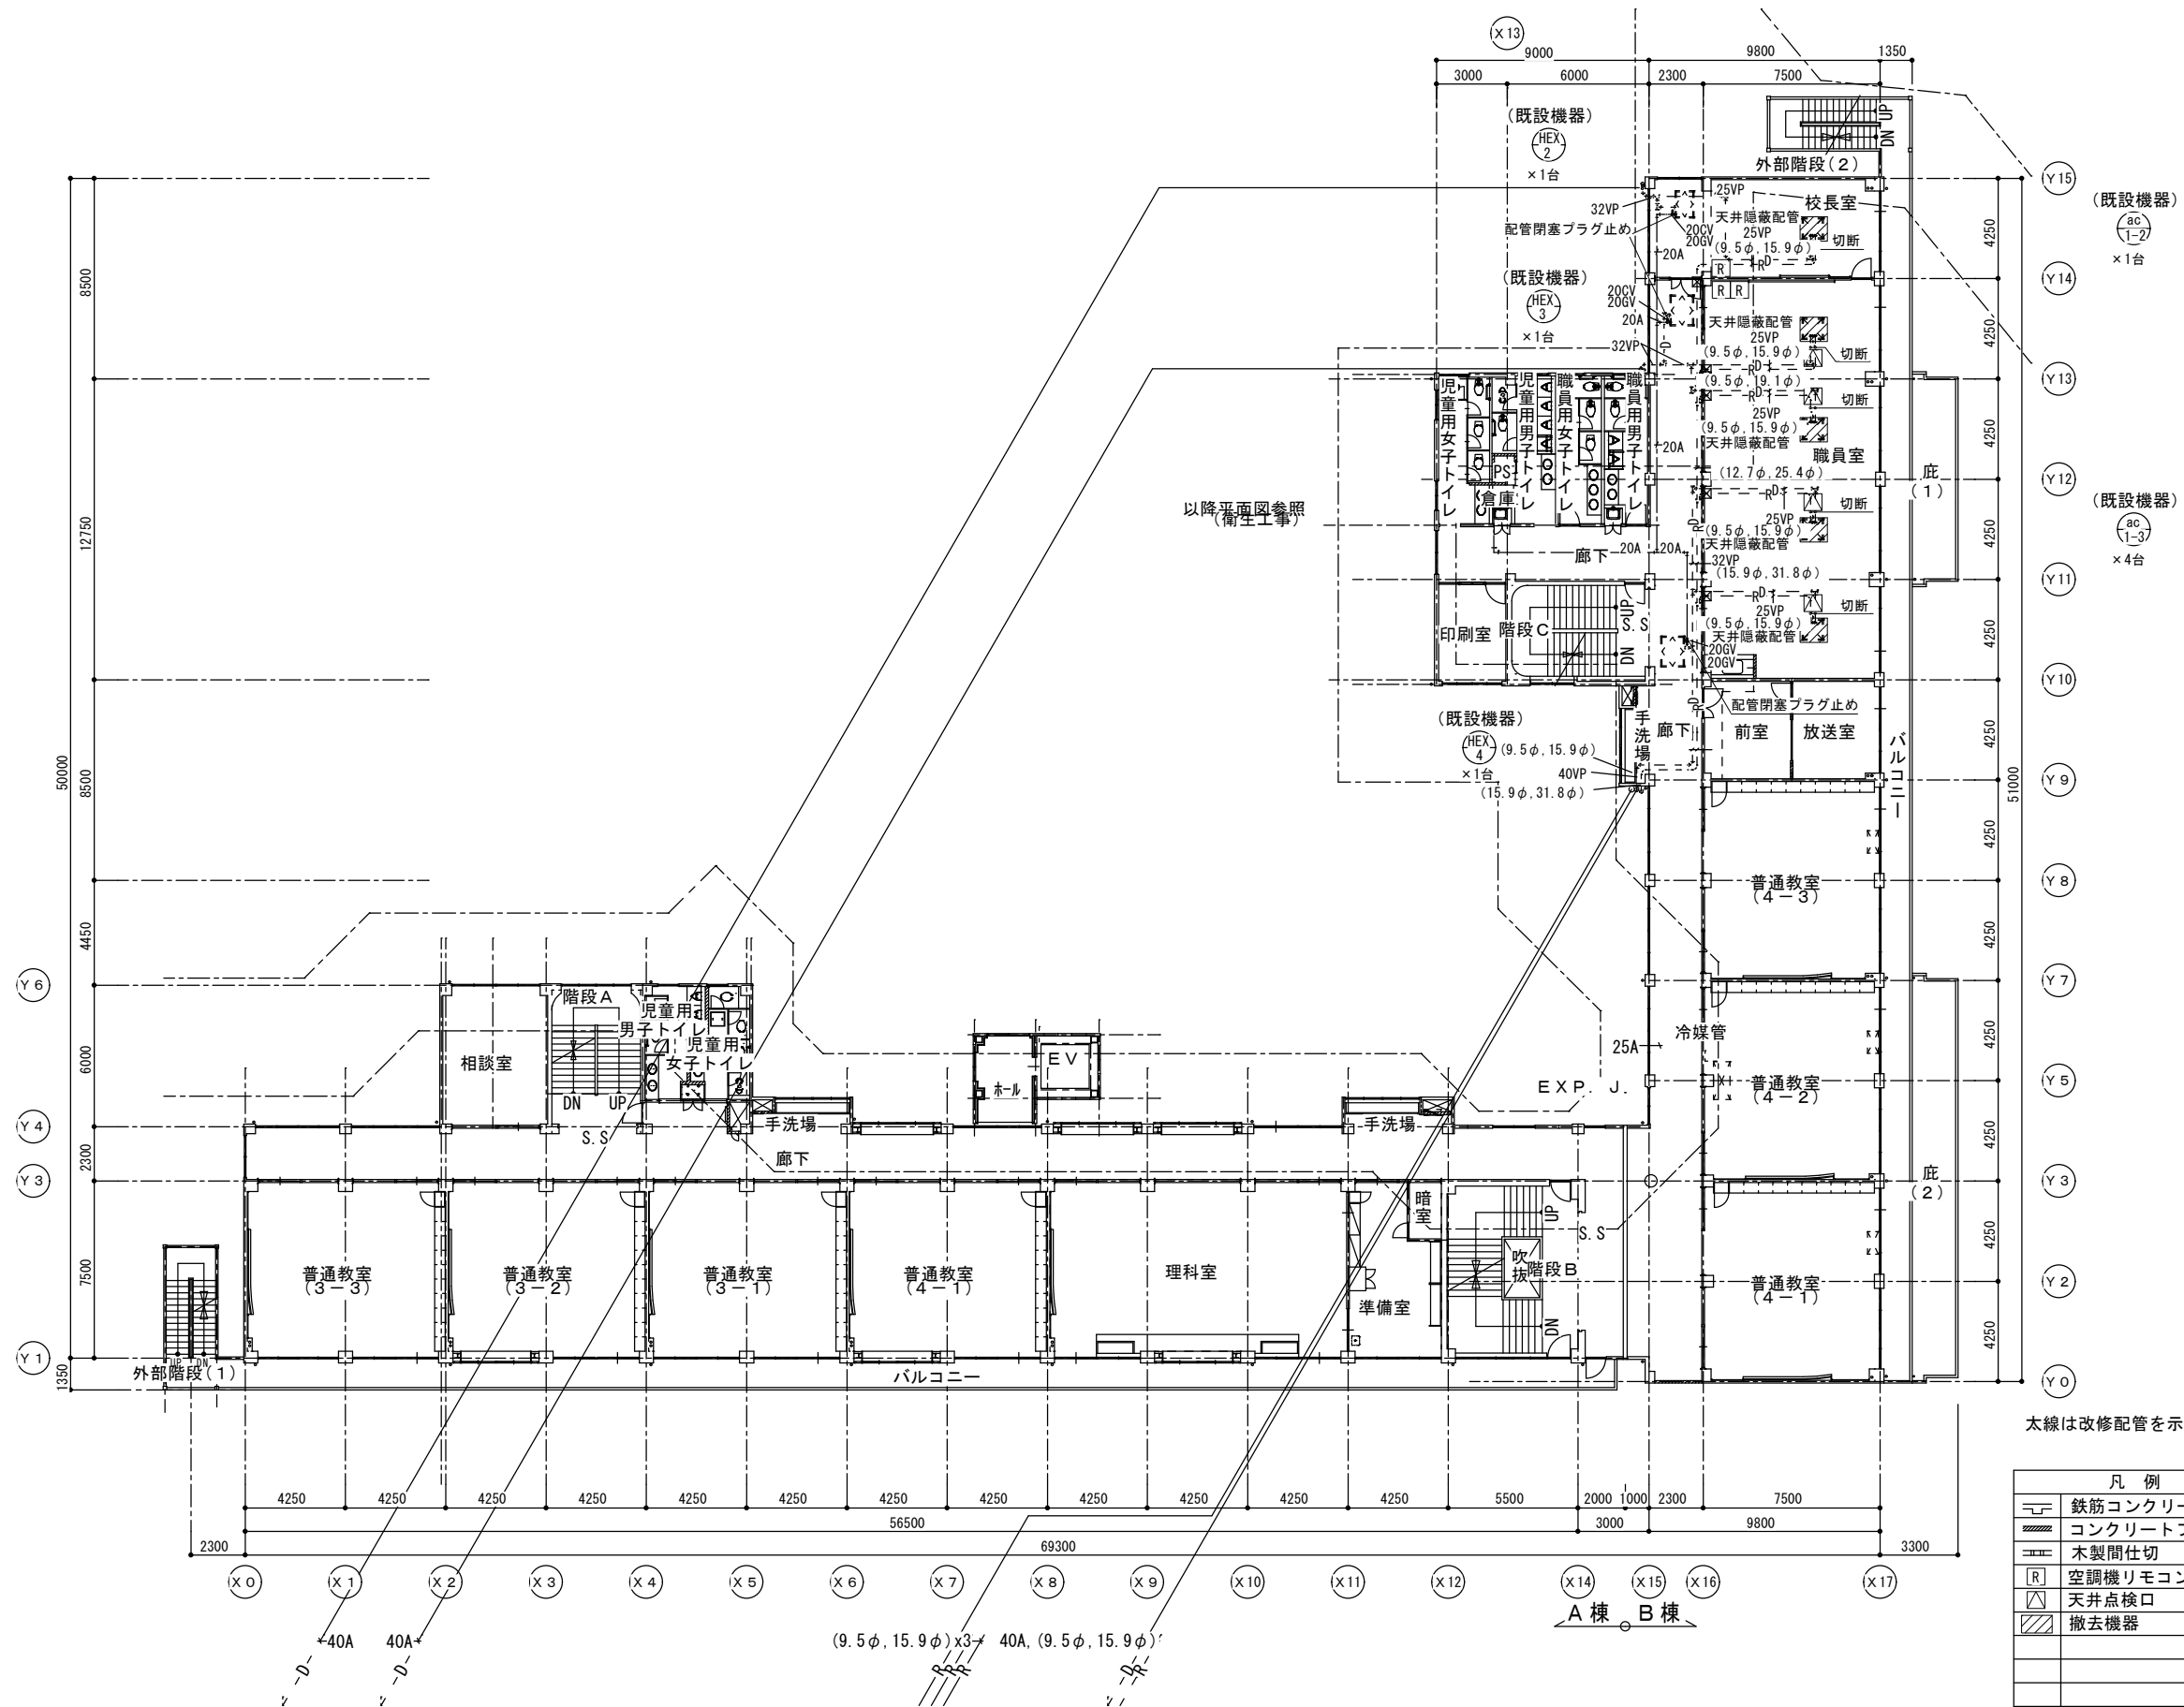 X13
9000
9800
1350
3000
6000
2300
7500
(既設機器)
HEX
2
×1台
UP
DN
外部階段(2)
Y15
25VP
校長室
(既設機器)
ac
1-2
×1台
32VP
天井隠蔽配管
配管閉塞プラグ止め
20CV
20GV
25VP
(9.5φ,15.9φ)
切断
20A
R
D
R
Y14
(既設機器)
HEX
3
×1台
R
R
20CV
20GV
20A
天井隠蔽配管
25VP
32VP
(9.5φ,15.9φ)
切断
D
R
Y13
(9.5φ,19.1φ)
児童用女子トイレ
児童用男子トイレ
職員用女子トイレ
職員用男子トイレ
切断
25VP
(9.5φ,15.9φ)
天井隠蔽配管
20A
職員室
PS
(12.7φ,25.4φ)
Y12
庇
(1)
倉庫
以降平面図参照
(衛生工事)
切断
25VP
(9.5φ,15.9φ)
天井隠蔽配管
(既設機器)
ac
1-3
×4台
廊下
20A
20A
32VP
(15.9φ,31.8φ)
Y11
切断
25VP
(9.5φ,15.9φ)
天井隠蔽配管
印刷室
階段C
UP
S.S
DN
20GV
20GV
Y10
配管閉塞プラグ止め
(既設機器)
HEX
4
×1台
(9.5φ,15.9φ)
40VP
(15.9φ,31.8φ)
手洗場
廊下
前室
放送室
バルコニー
Y9
8500
12750
8500
4450
6000
2300
7500
1350
50000
4250
4250
4250
4250
4250
4250
4250
4250
4250
4250
4250
4250
51000
普通教室
(4-3)
Y8
Y7
Y6
階段A
児童用
男子トイレ
児童用
女子トイレ
相談室
DN
UP
S.S
EV
ホール
25A
冷媒管
EXP. J.
普通教室
(4-2)
Y5
Y4
手洗場
手洗場
廊下
Y3
Y3
庇
(2)
暗室
UP
S.S
普通教室
(3-3)
普通教室
(3-2)
普通教室
(3-1)
普通教室
(4-1)
理科室
準備室
吹抜
階段B
DN
普通教室
(4-1)
Y2
Y1
UP
DN
外部階段(1)
バルコニー
Y0
太線は改修配管を示
4250
4250
4250
4250
4250
4250
4250
4250
4250
4250
4250
4250
5500
2000
1000
2300
7500
56500
3000
9800
2300
69300
3300
X0
X1
X2
X3
X4
X5
X6
X7
X8
X9
X10
X11
X12
X14
X15
X16
X17
A棟
B棟
40A
40A
(9.5φ,15.9φ)x3
40A,(9.5φ,15.9φ)
D
D
R
R
R
D
R
凡 例
鉄筋コンクリー
コンクリートブ
木製間仕切
R
空調機リモコン
天井点検口
撤去機器